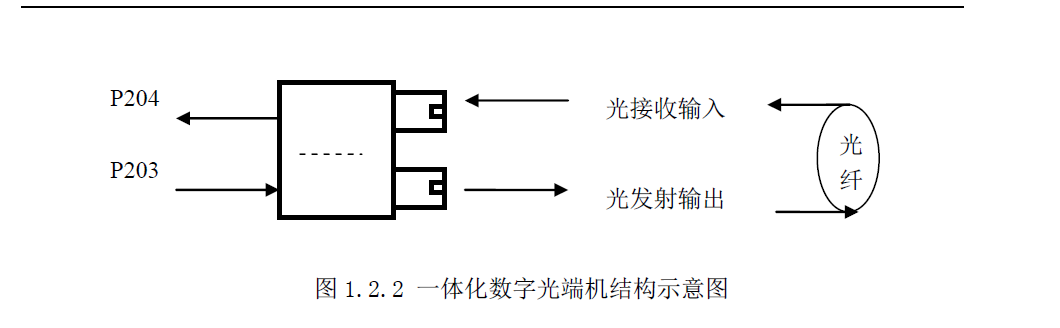 P204
光接收输入
光
纤
P203
光发射输出
图 1.2.2 一体化数字光端机结构示意图